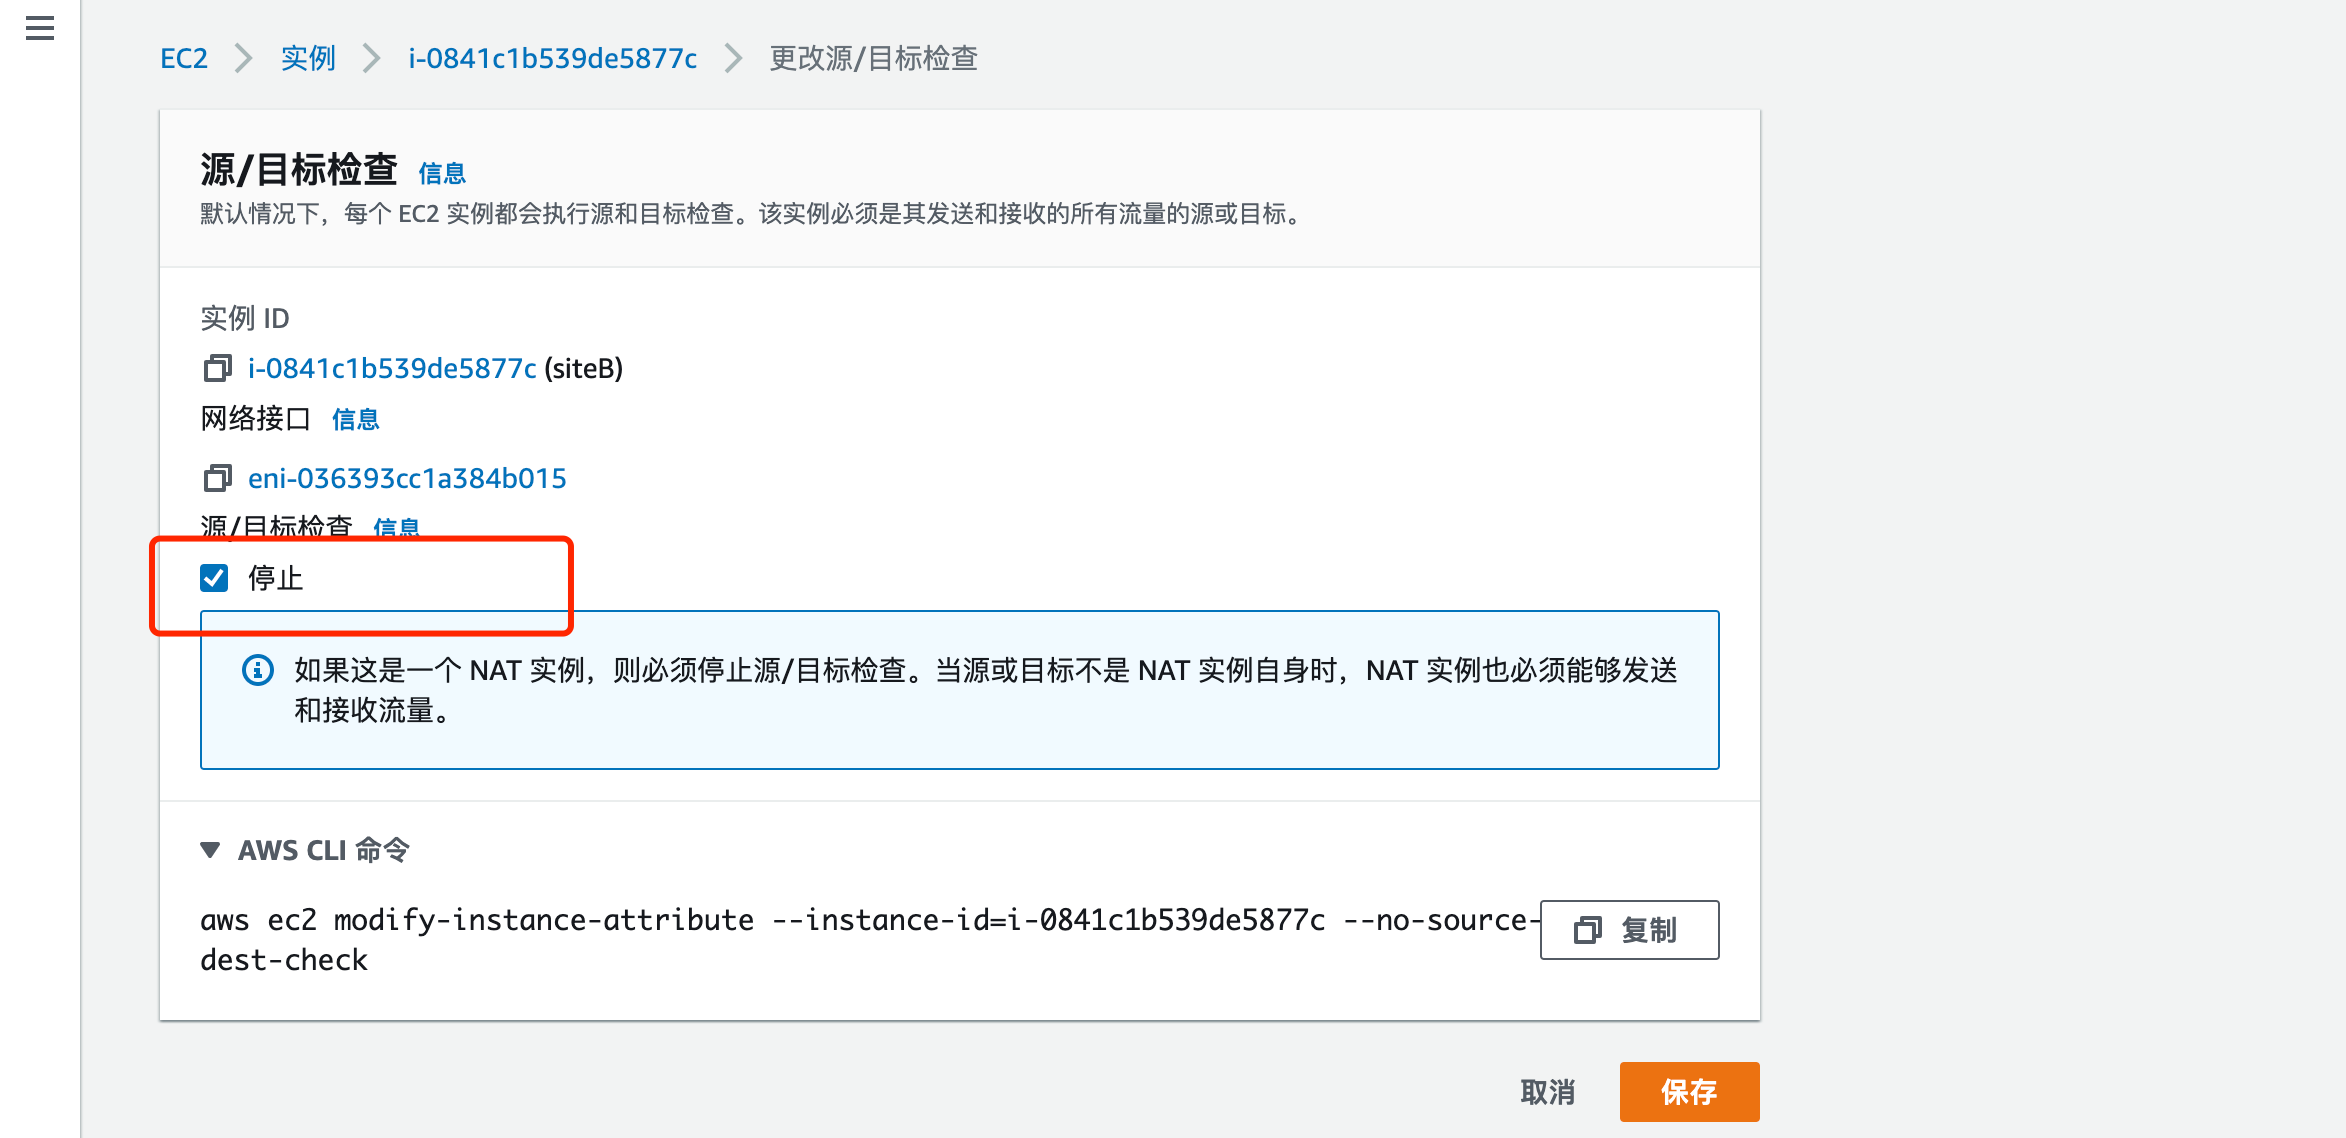 EC2 实例 i-0841c1b539de5877c 更改源/目标检查
源/目标检查 信息
默认情况下，每个 EC2 实例都会执行源和目标检查。该实例必须是其发送和接收的所有流量的源或目标。
实例 ID
i-0841c1b539de5877c (siteB)
网络接口 信息
eni-036393cc1a384b015
源/目标检查 信息
停止
如果这是一个 NAT 实例，则必须停止源/目标检查。当源或目标不是 NAT 实例自身时，NAT 实例也必须能够发送
和接收流量。
AWS CLI 命令
aws ec2 modify-instance-attribute --instance-id=i-0841c1b539de5877c --no-source-
dest-check
复制
取消 保存